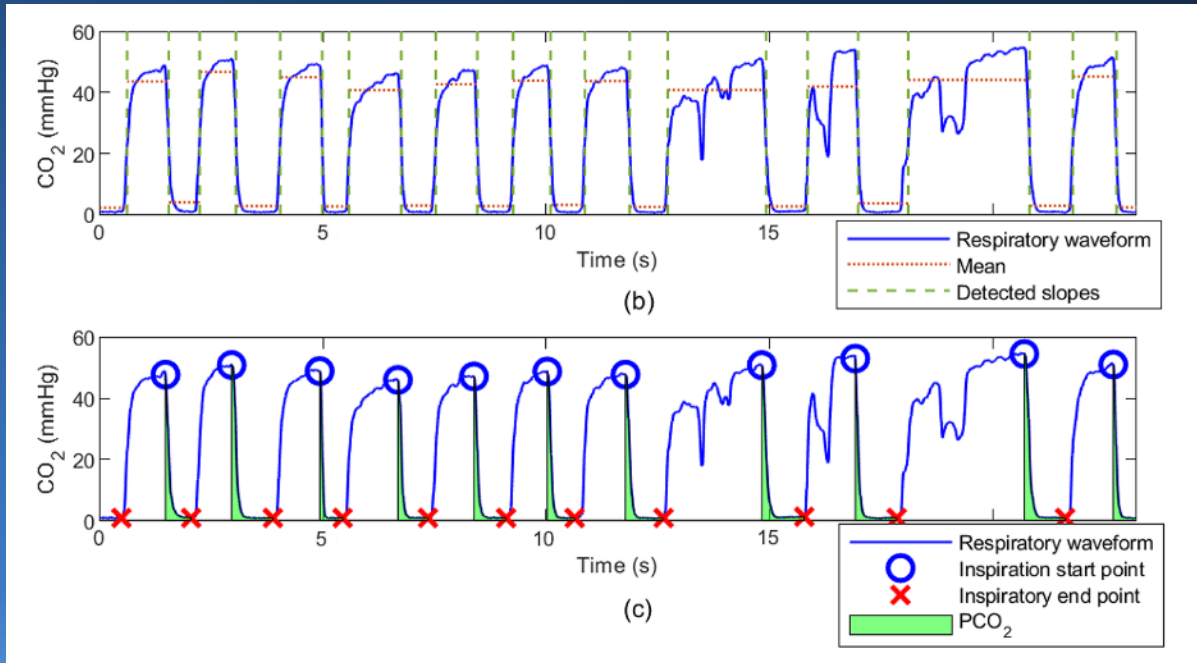 60
40
20
0
CO2 (mmHg)
0 5 10 15
Time (s)
Respiratory waveform
Mean
Detected slopes
(b)
60
40
20
0
CO2 (mmHg)
0 5 10 15
Time (s)
Respiratory waveform
Inspiration start point
Inspiratory end point
PCO2
(c)